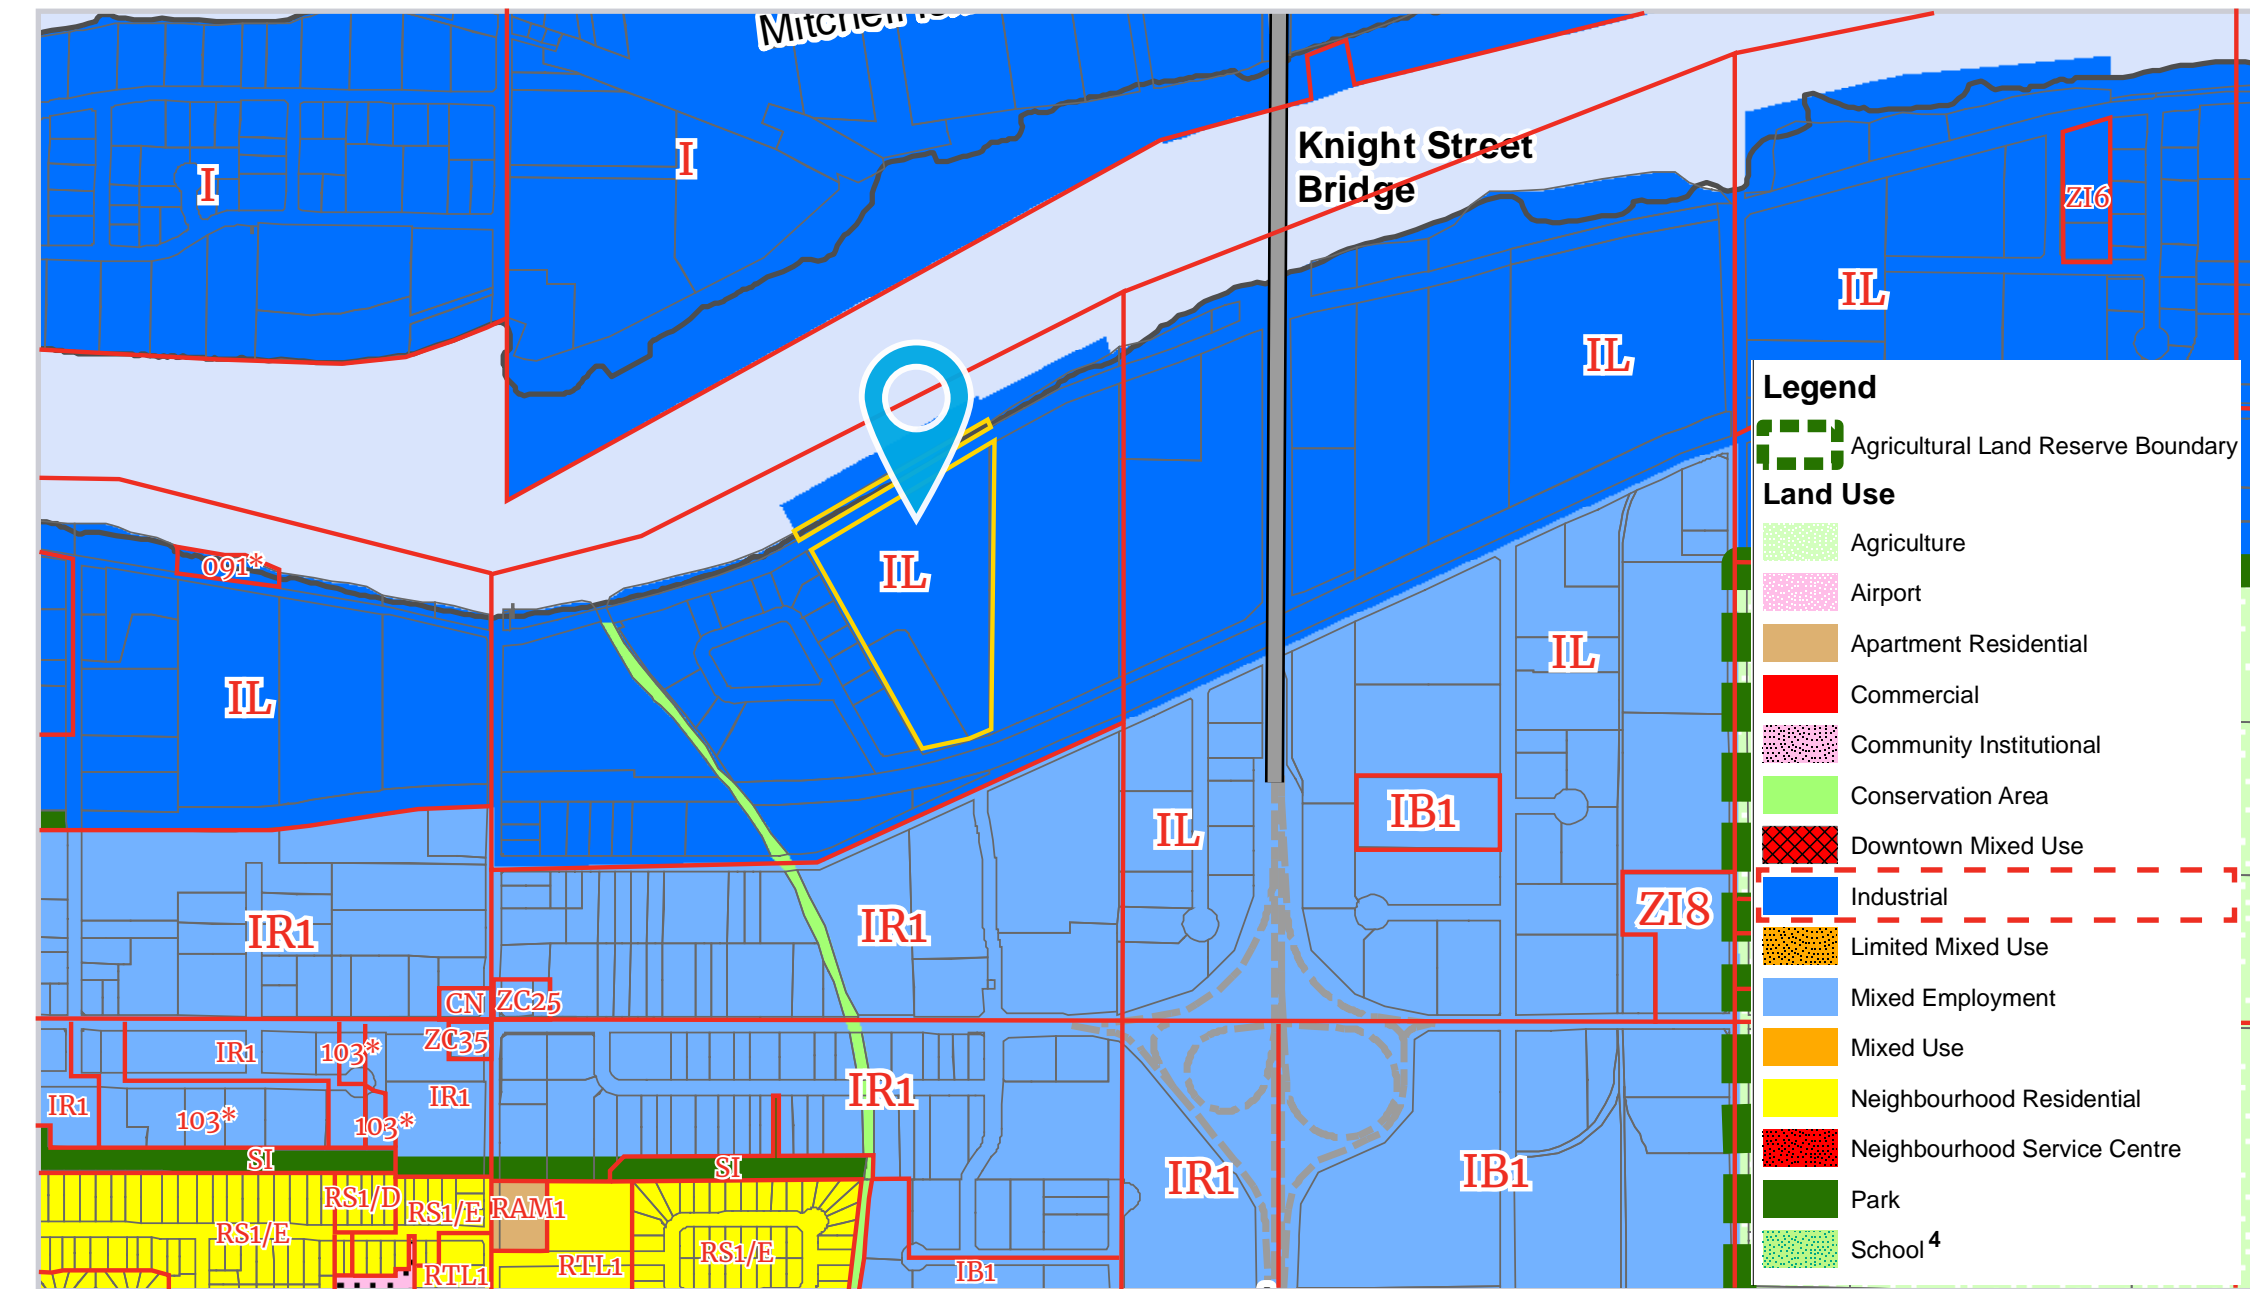 Mitchell
I
I
Knight Street
Bridge
ZI6
IL
IL
091*
IL
IL
IL
IL
IB1
ZI8
IR1
IR1
CN
ZC25
ZC35
IR1
103*
IR1
IR1
103*
103*
IR1
SI
SI
IR1
IB1
RS1/D
RS1/E
RS1/E
RAM1
RTL1
RTL1
RS1/E
IB1
Legend
Agricultural Land Reserve Boundary
Land Use
Agriculture
Airport
Apartment Residential
Commercial
Community Institutional
Conservation Area
Downtown Mixed Use
Industrial
Limited Mixed Use
Mixed Employment
Mixed Use
Neighbourhood Residential
Neighbourhood Service Centre
Park
School 4